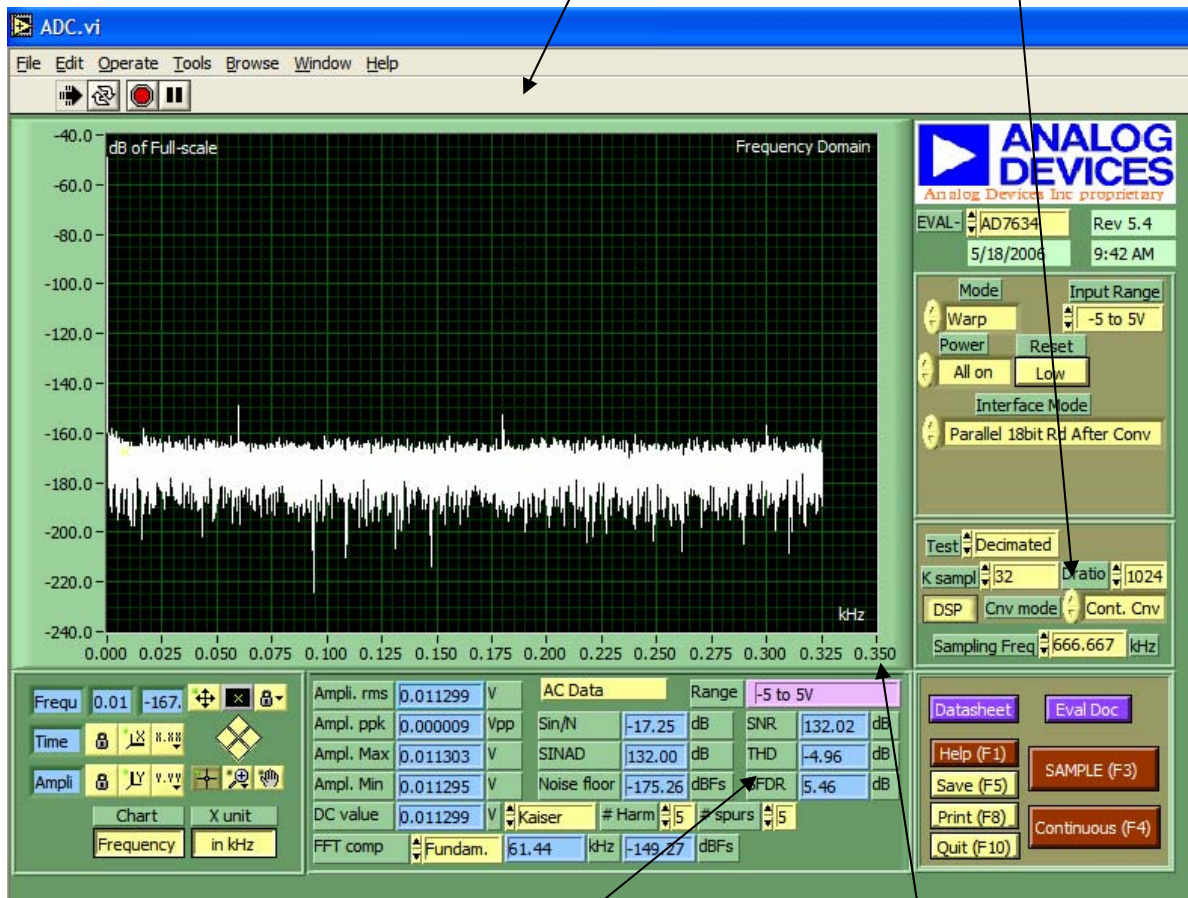 ADC.vi
File Edit Operate Tools Browse Window Help
dB of Full-scale
Frequency Domain
-40.0
-60.0
-80.0
-100.0
-120.0
-140.0
-160.0
-180.0
-200.0
-220.0
-240.0
kHz
0.000 0.025 0.050 0.075 0.100 0.125 0.150 0.175 0.200 0.225 0.250 0.275 0.300 0.325 0.350
ANALOG
DEVICES
Analog Devices Inc proprietary
EVAL- AD7634 Rev 5.4
5/18/2006 9:42 AM
Mode Input Range
Warp -5 to 5V
Power Reset
All on Low
Interface Mode
Parallel 18bit Rd After Conv
Test Decimated
K sampl 32 Dratio 1024
DSP Cnv mode Cont. Cnv
Sampling Freq 666.667 kHz
Frequ 0.01 -167.
Time X X.XX
Ampli Y Y.YY
Chart X unit
Frequency in kHz
Ampli. rms 0.011299 V AC Data Range -5 to 5V
Ampl. ppk 0.000009 Vpp Sin/N -17.25 dB SNR 132.02 dB
Ampl. Max 0.011303 V SINAD 132.00 dB THD -4.96 dB
Ampl. Min 0.011295 V Noise floor -175.26 dBFs SFDR 5.46 dB
DC value 0.011299 V Kaiser # Harm 5 # spurs 5
FFT comp Fundam. 61.44 kHz -149.27 dBFs
Datasheet Eval Doc
Help (F1)
Save (F5)
Print (F8)
Quit (F10)
SAMPLE (F3)
Continuous (F4)